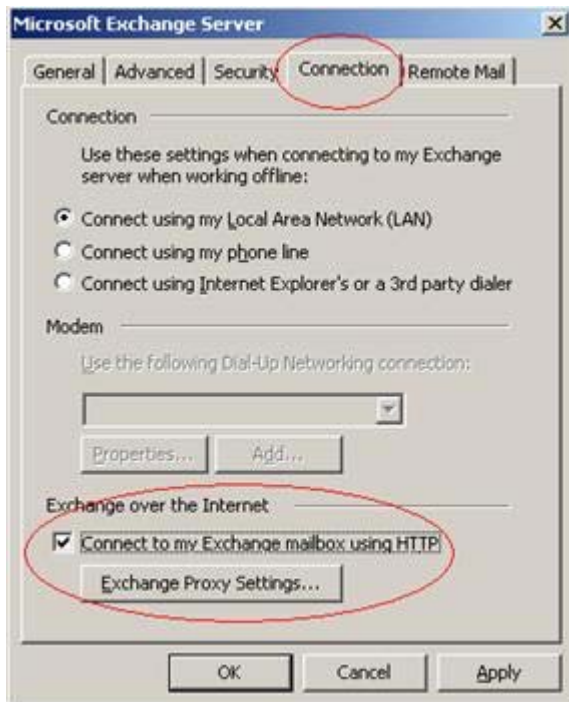 Microsoft Exchange Server
General Advanced Security Connection Remote Mail
Connection
Use these settings when connecting to my Exchange
server when working offline:
Connect using my Local Area Network (LAN)
Connect using my phone line
Connect using Internet Explorer's or a 3rd party dialer
Modem
Use the following Dial-Up Networking connection:
Properties... Add...
Exchange over the Internet
Connect to my Exchange mailbox using HTTP
Exchange Proxy Settings...
OK Cancel Apply